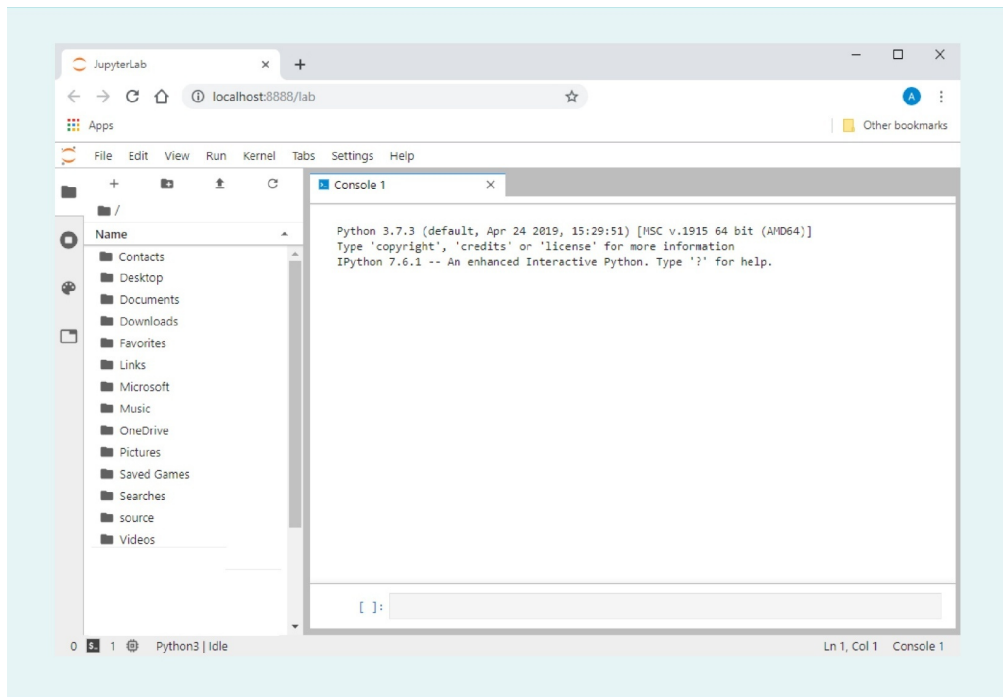 JupyterLab
localhost:8888/lab
A
Apps
Other bookmarks
File Edit View Run Kernel Tabs Settings Help
Console 1
/
Name
Contacts
Desktop
Documents
Downloads
Favorites
Links
Microsoft
Music
OneDrive
Pictures
Saved Games
Searches
source
Videos
Python 3.7.3 (default, Apr 24 2019, 15:29:51) [MSC v.1915 64 bit (AMD64)]
Type 'copyright', 'credits' or 'license' for more information
IPython 7.6.1 -- An enhanced Interactive Python. Type '?' for help.
[ ]:
0 $_ 1 Python3 | Idle Ln 1, Col 1 Console 1